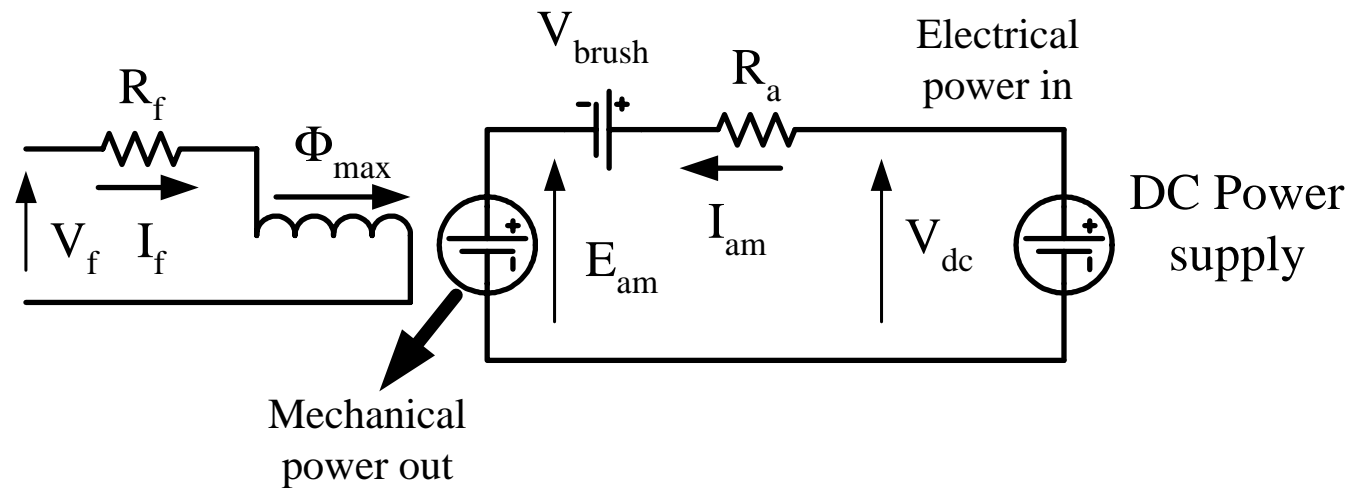 V_brush
Electrical
power in
R_f
R_a
- +
Φ_max
V_f
I_f
+
-
E_am
I_am
V_dc
+
-
DC Power
supply
Mechanical
power out